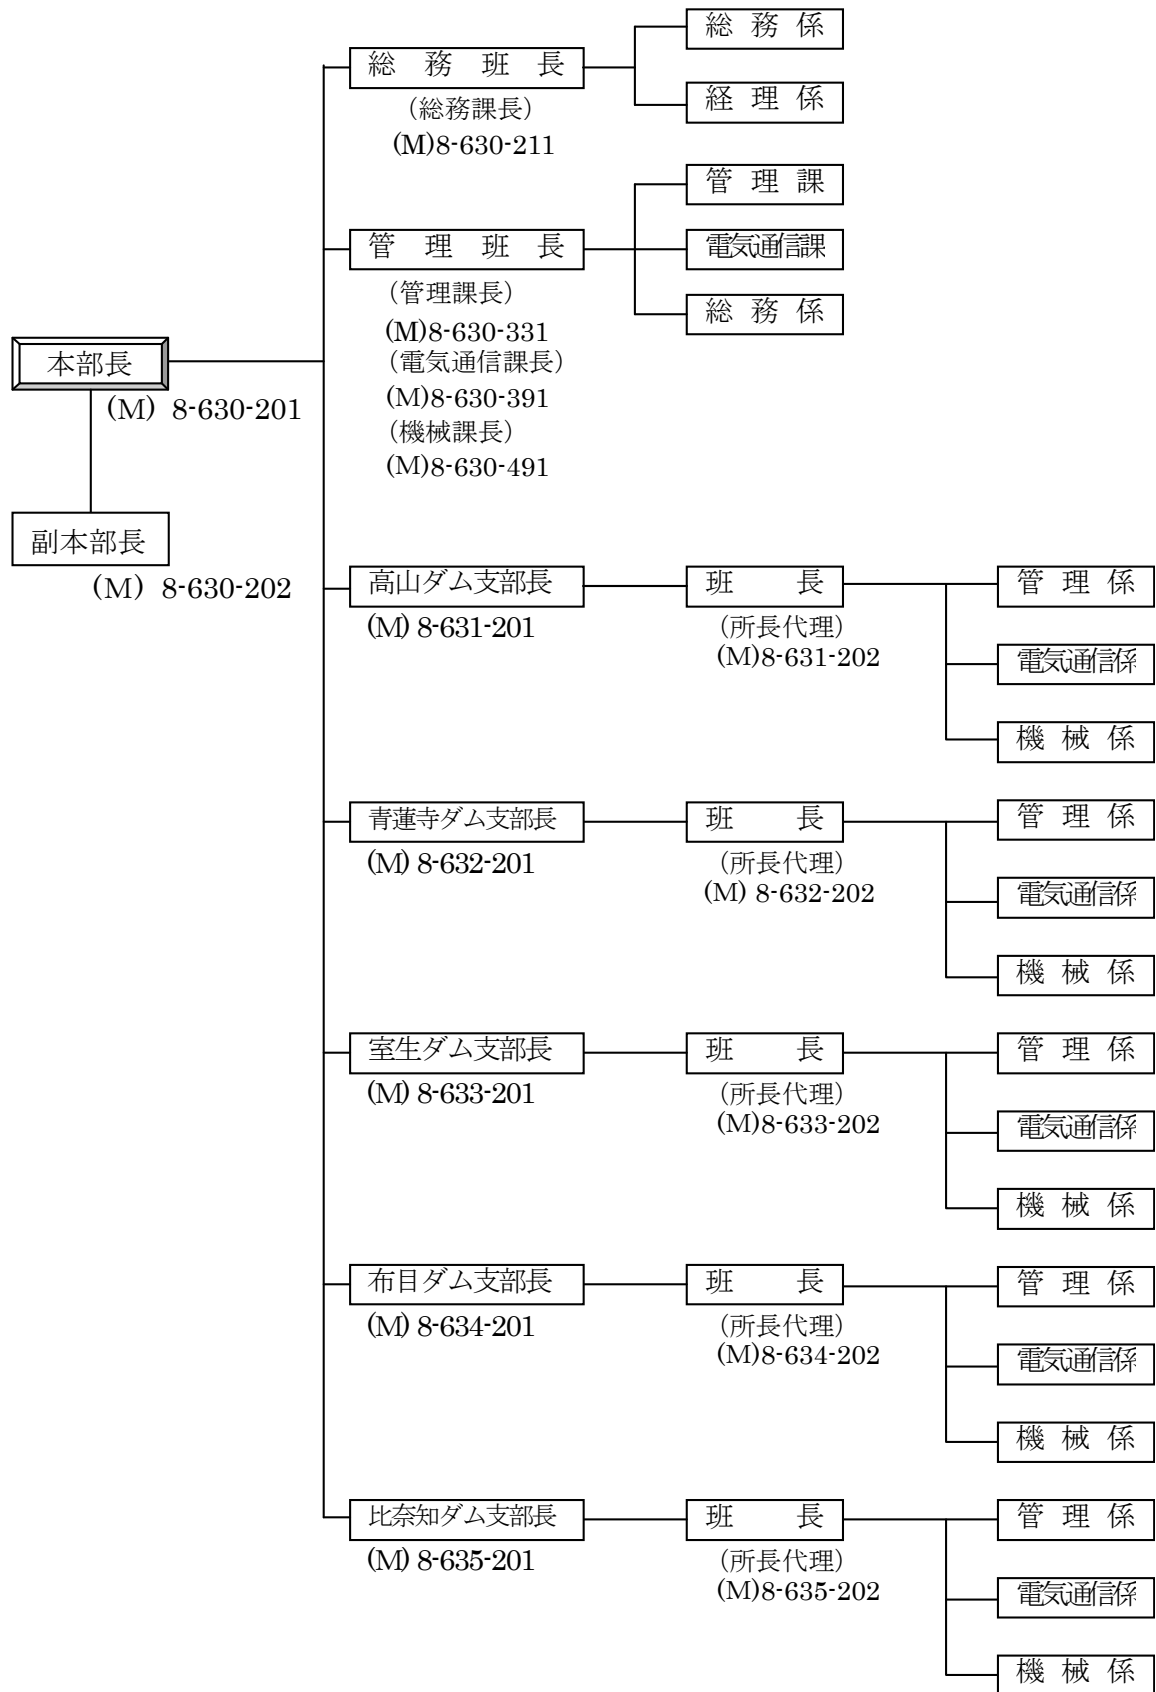 総務係
総務班長
経理係
(総務課長)
(M)8-630-211
管理課
管理班長
電気通信課
総務係
(管理課長)
(M)8-630-331
(電気通信課長)
(M)8-630-391
(機械課長)
(M)8-630-491
本部長
(M) 8-630-201
副本部長
(M) 8-630-202
高山ダム支部長
(M) 8-631-201
班長
(所長代理)
(M)8-631-202
管理係
電気通信係
機械係
青蓮寺ダム支部長
(M) 8-632-201
班長
(所長代理)
(M) 8-632-202
管理係
電気通信係
機械係
室生ダム支部長
(M) 8-633-201
班長
(所長代理)
(M)8-633-202
管理係
電気通信係
機械係
布目ダム支部長
(M) 8-634-201
班長
(所長代理)
(M)8-634-202
管理係
電気通信係
機械係
比奈知ダム支部長
(M) 8-635-201
班長
(所長代理)
(M)8-635-202
管理係
電気通信係
機械係